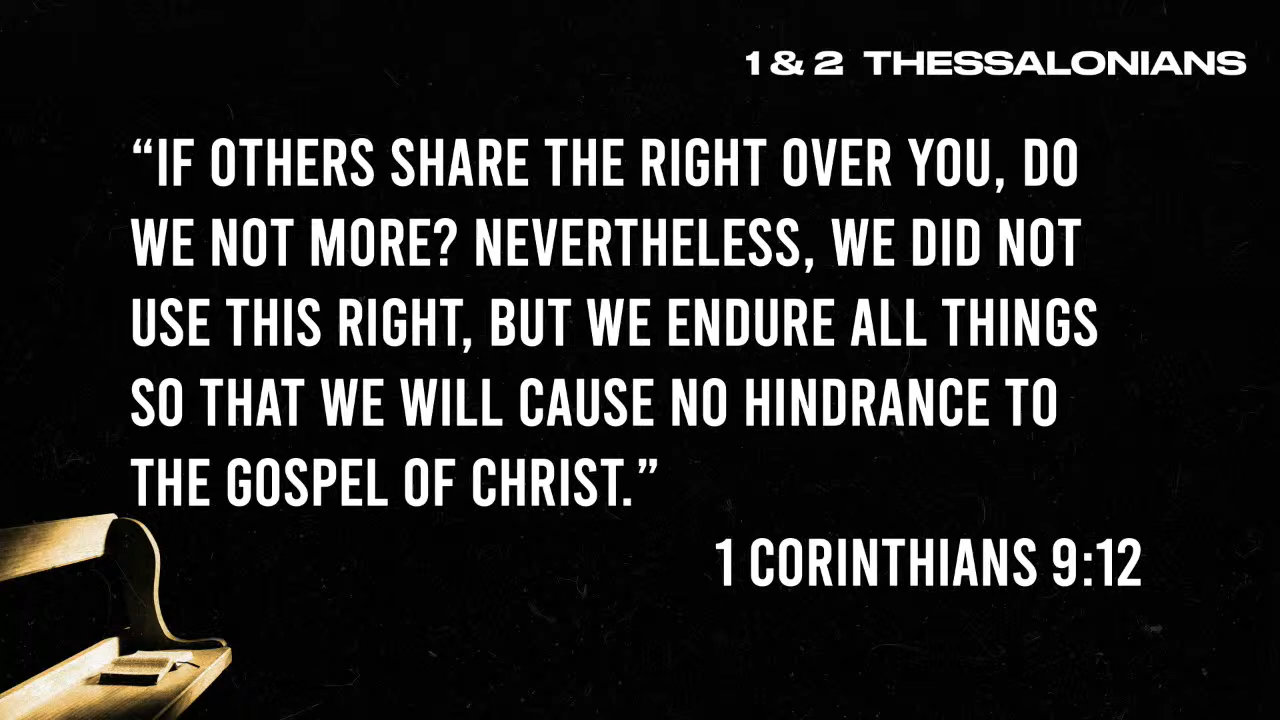 1 & 2 THESSALONIANS
“IF OTHERS SHARE THE RIGHT OVER YOU, DO
WE NOT MORE? NEVERTHELESS, WE DID NOT
USE THIS RIGHT, BUT WE ENDURE ALL THINGS
SO THAT WE WILL CAUSE NO HINDRANCE TO
THE GOSPEL OF CHRIST.”
1 CORINTHIANS 9:12